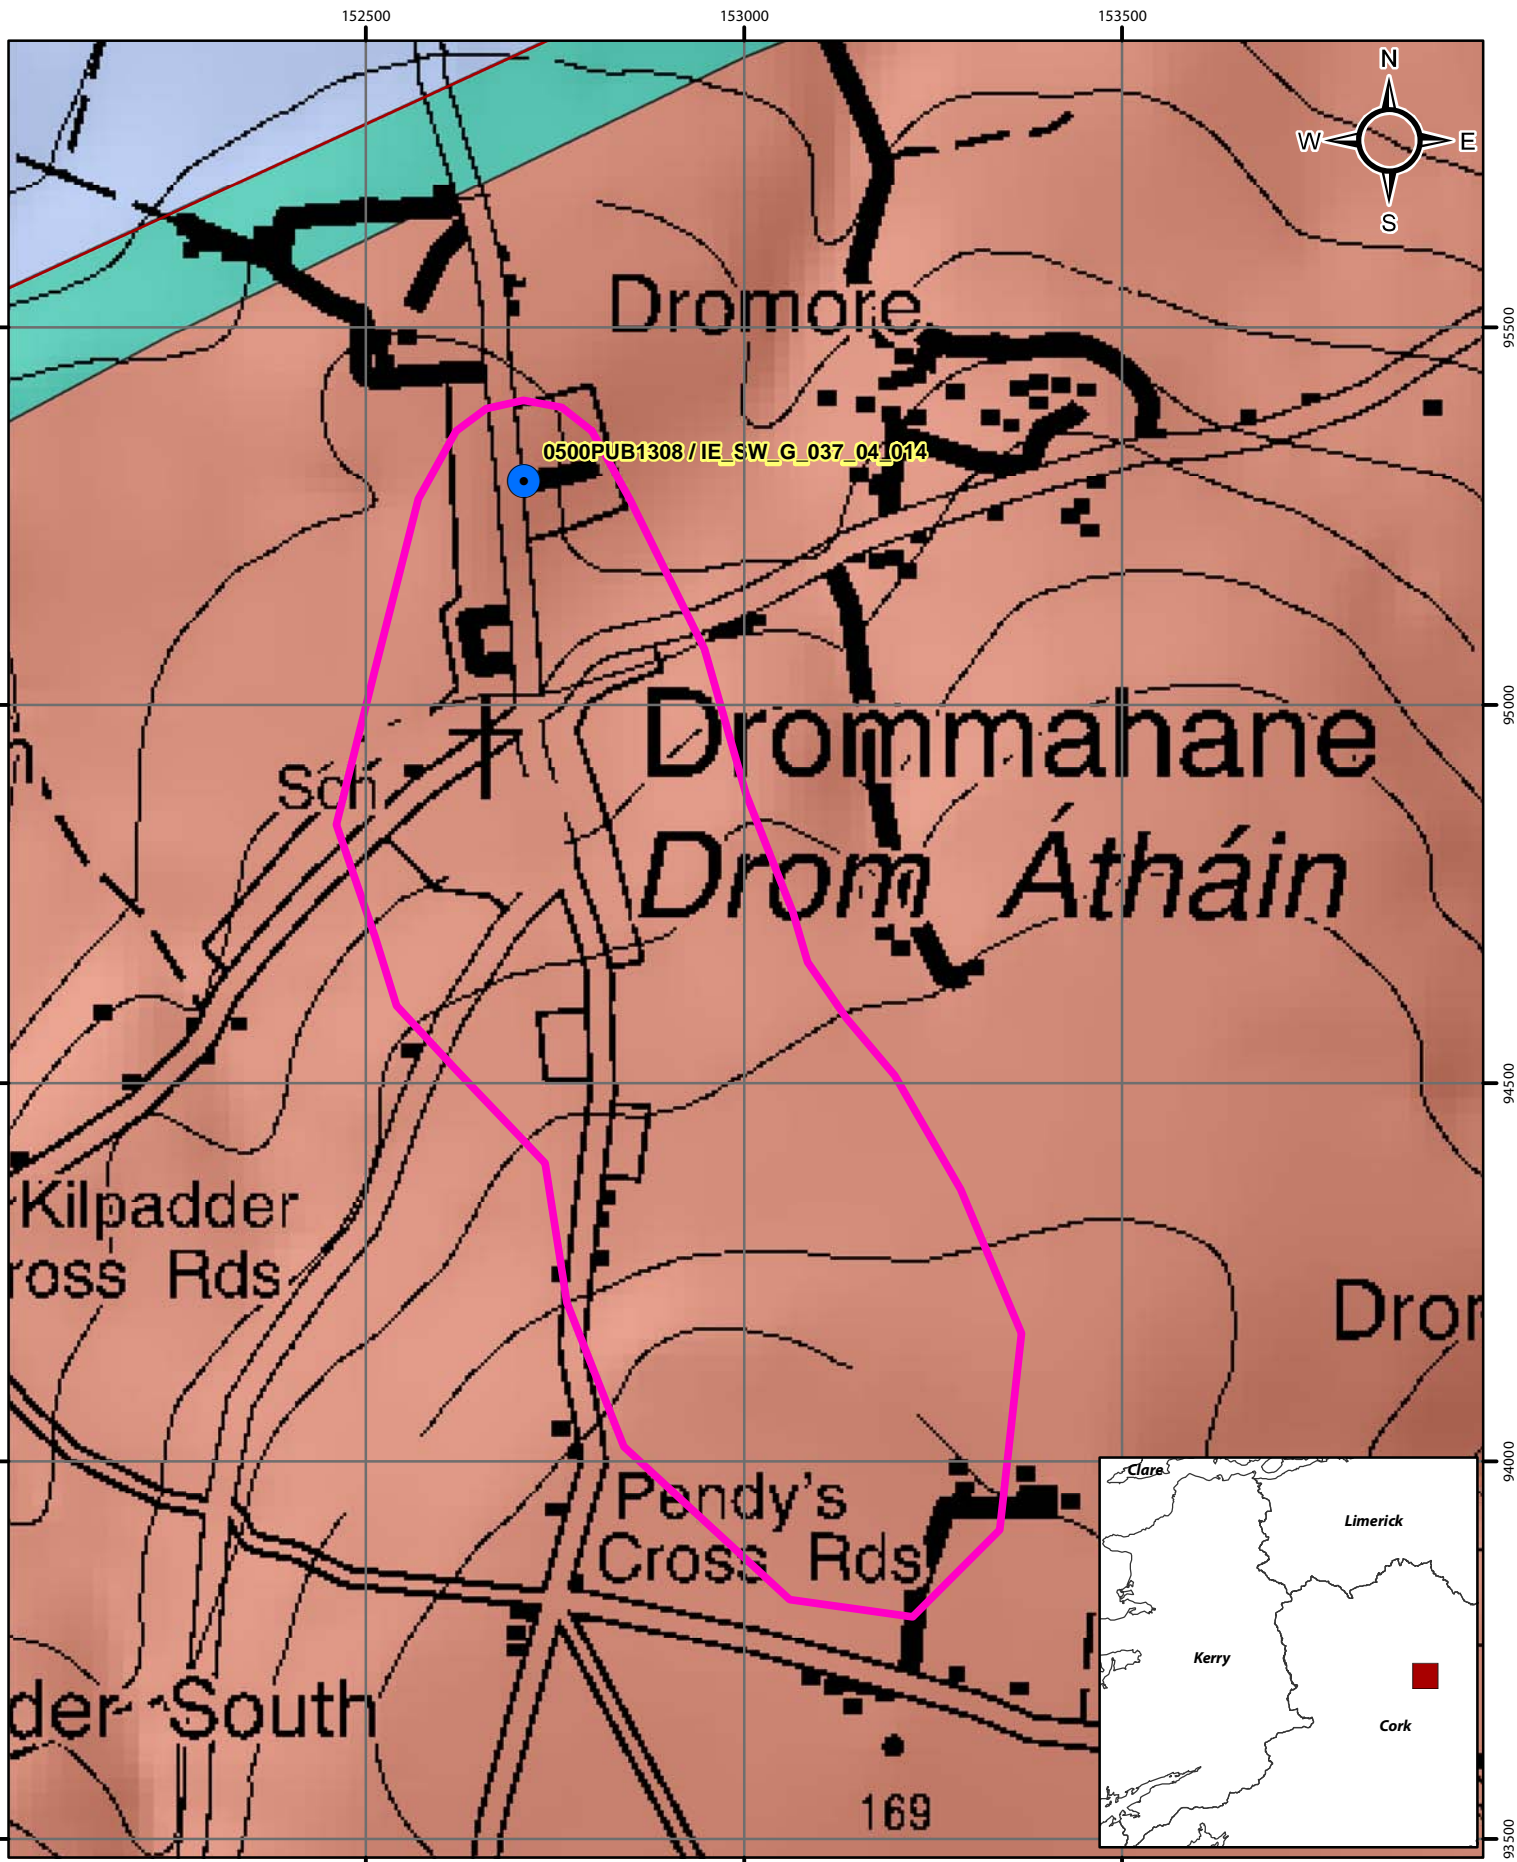 152500
153000
153500
N
W
E
S
Dromore
95500
0500PUB1308 / IE_SW_G_037_04_014
95000
Drommahane
Sch
Drom Átháin
94500
Kilpadder
ross Rds
Dror
94000
Pendy's
Cross Rds
der South
169
93500
Clare
Limerick
Kerry
Cork